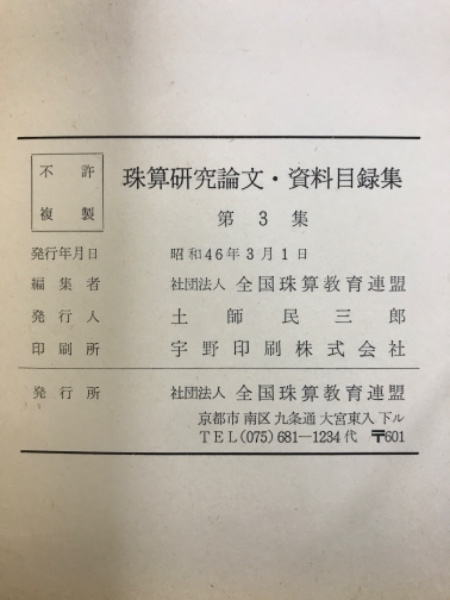 不許
複製
珠算研究論文・資料目録集
第3集
発行年月日 昭和46年3月1日
編集者 社団法人 全国珠算教育連盟
発行人 土師民三郎
印刷所 宇野印刷株式会社
発行所 社団法人 全国珠算教育連盟
京都市南区九条通大宮東入下ル
TEL(075)681—1234代 〒601